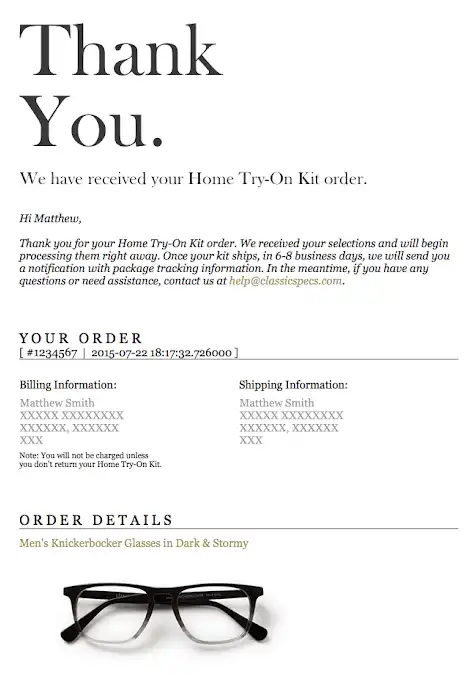 Thank
You.
We have received your Home Try-On Kit order.
Hi Matthew,
Thank you for your Home Try-On Kit order. We received your selections and will begin
processing them right away. Once your kit ships, in 6-8 business days, we will send you
a notification with package tracking information. In the meantime, if you have any
questions or need assistance, contact us at help@classicspecs.com.
YOUR ORDER
[ #1234567 | 2015-07-22 18:17:32.726000 ]
Billing Information:
Matthew Smith
XXXXX XXXXXXXX
XXXXXX, XXXXXX
XXX
Note: You will not be charged unless
you don't return your Home Try-On Kit.
Shipping Information:
Matthew Smith
XXXXX XXXXXXXX
XXXXXX, XXXXXX
XXX
ORDER DETAILS
Men's Knickerbocker Glasses in Dark & Stormy